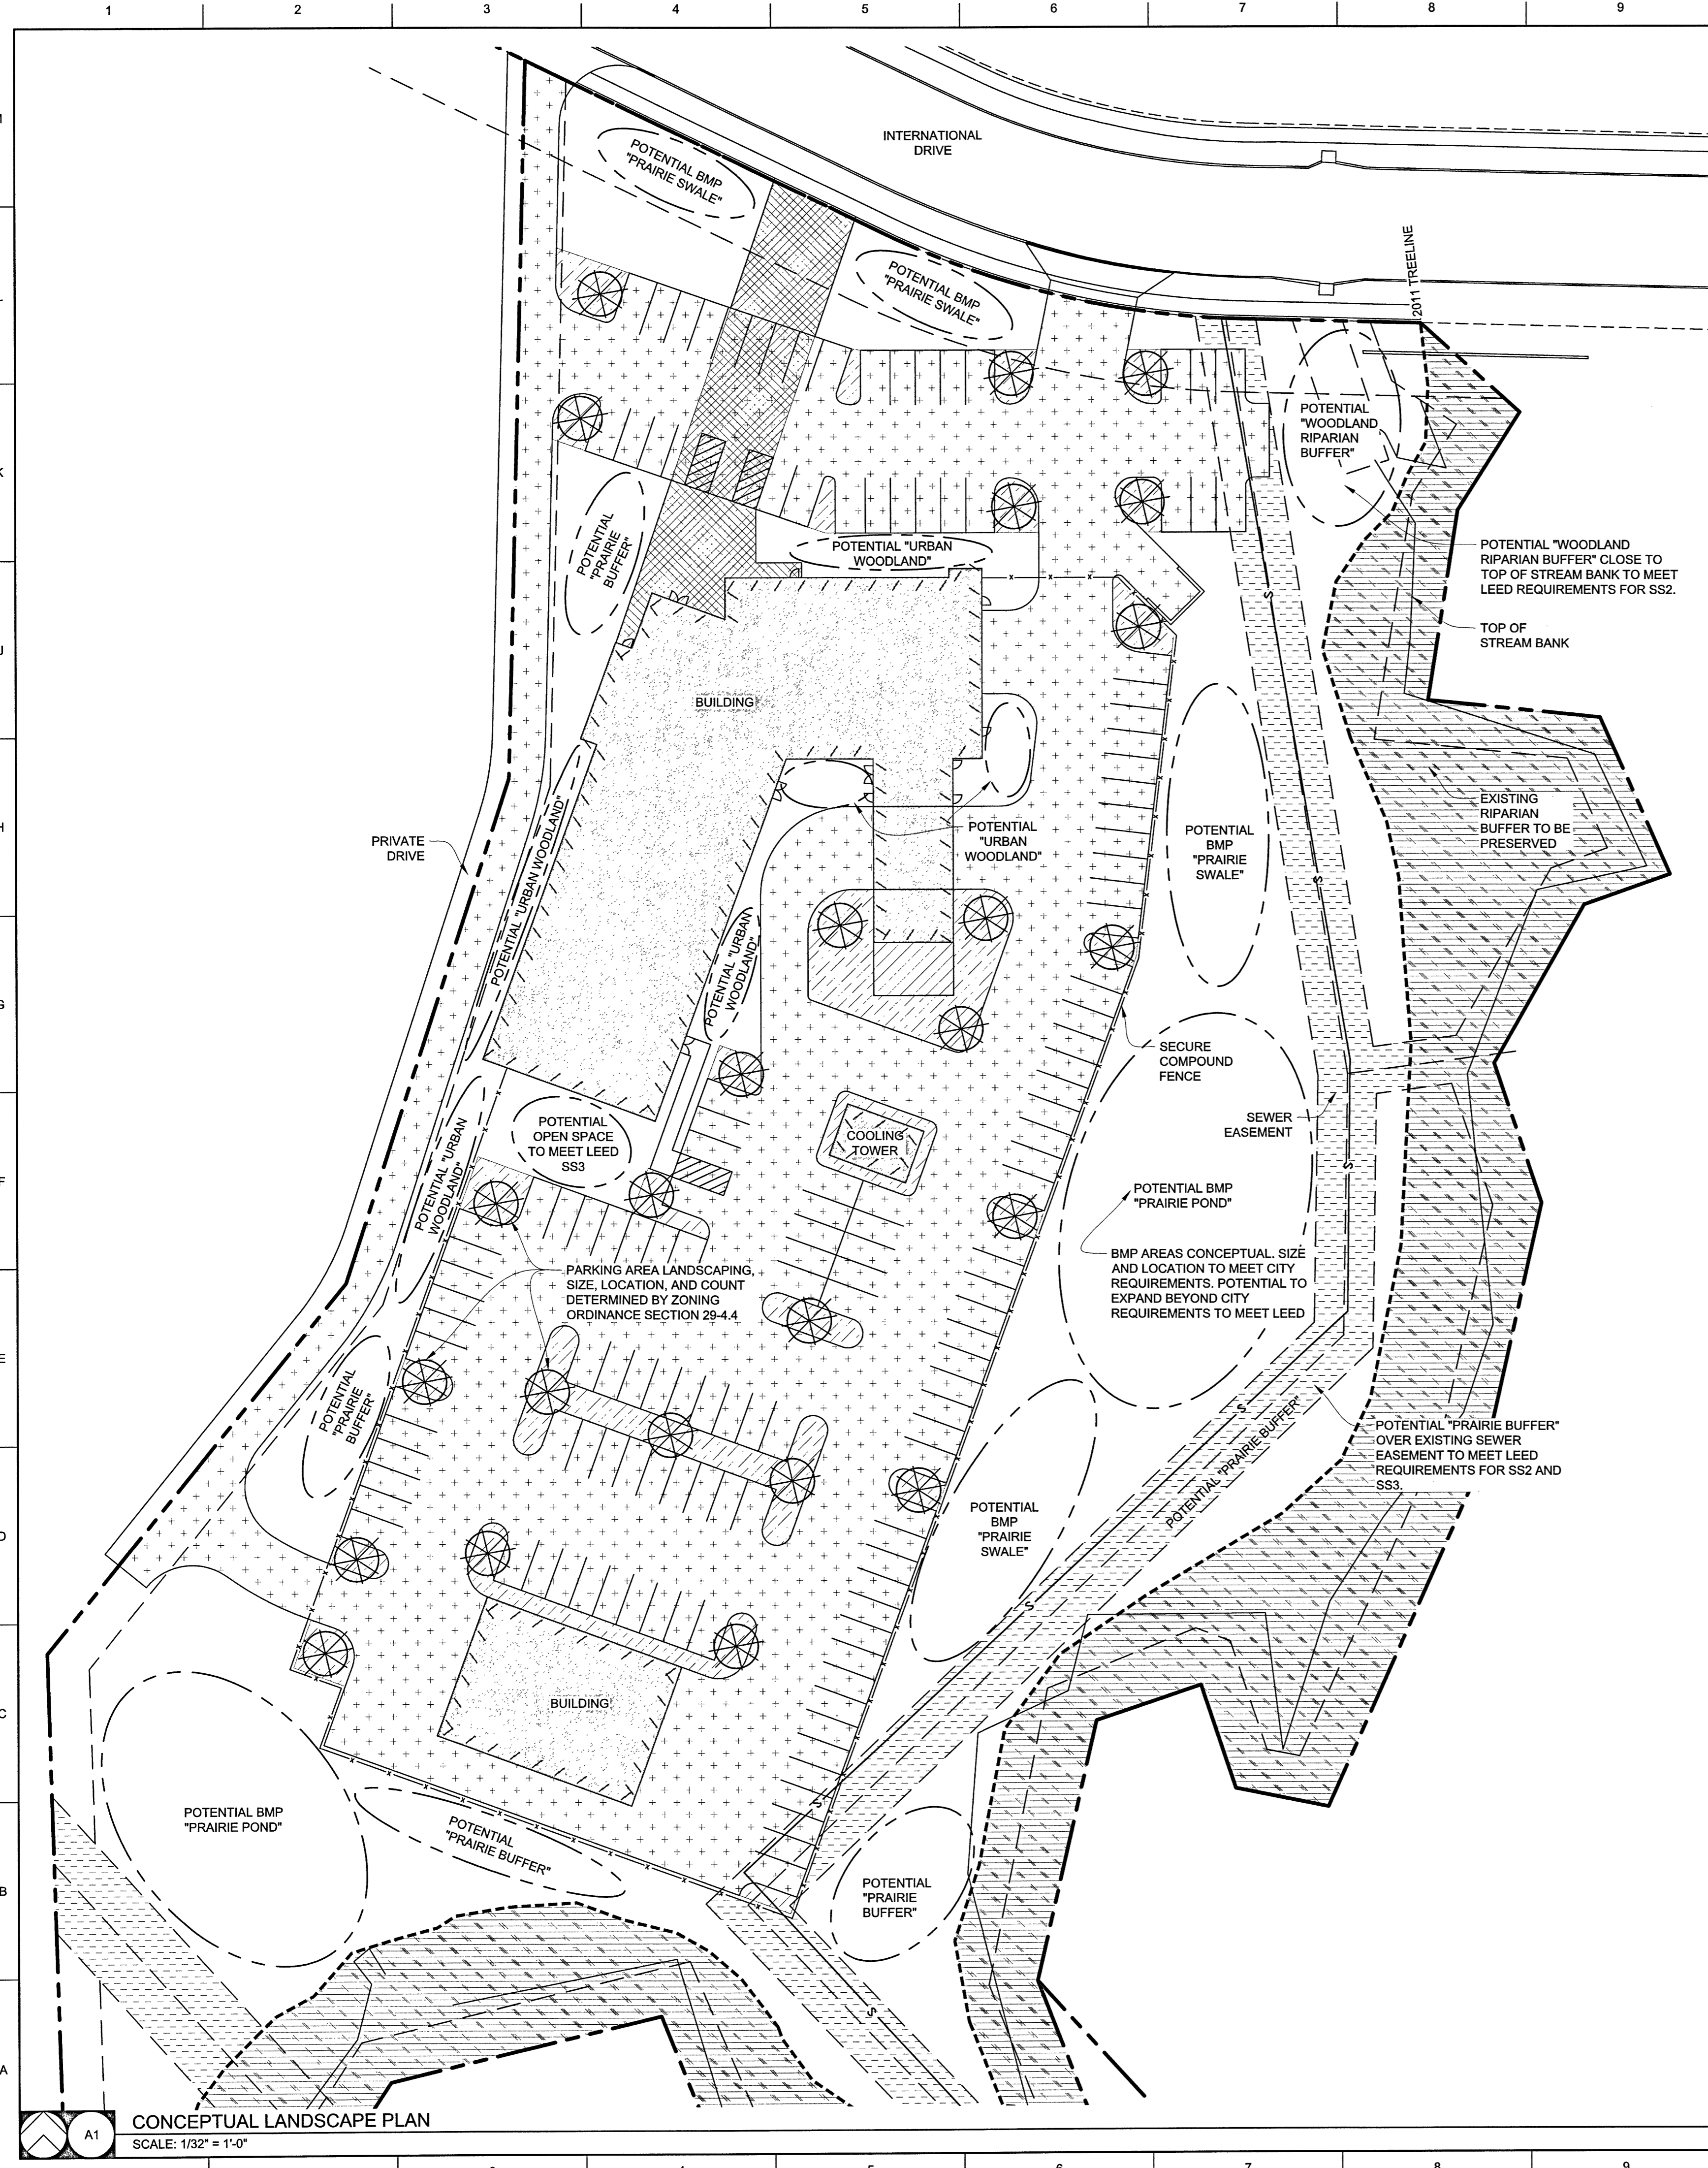 1 2 3 4 5 6 7 8 9
INTERNATIONAL
DRIVE
POTENTIAL BMP
"PRAIRIE SWALE"
POTENTIAL BMP
"PRAIRIE SWALE"
2011 TREELINE
POTENTIAL
"WOODLAND
RIPARIAN
BUFFER"
K
POTENTIAL
"PRAIRIE
BUFFER"
POTENTIAL "URBAN
WOODLAND"
POTENTIAL "WOODLAND
RIPARIAN BUFFER" CLOSE TO
TOP OF STREAM BANK TO MEET
LEED REQUIREMENTS FOR SS2.
TOP OF
STREAM BANK
J
BUILDING
S
EXISTING
RIPARIAN
BUFFER TO BE
PRESERVED
H
PRIVATE
DRIVE
POTENTIAL "URBAN WOODLAND"
POTENTIAL
"URBAN
WOODLAND"
POTENTIAL
BMP
"PRAIRIE
SWALE"
S
POTENTIAL "URBAN
WOODLAND"
G
SECURE
COMPOUND
FENCE
SEWER
EASEMENT
POTENTIAL
OPEN SPACE
TO MEET LEED
SS3
COOLING
TOWER
POTENTIAL "URBAN
WOODLAND"
S
F
POTENTIAL BMP
"PRAIRIE POND"
BMP AREAS CONCEPTUAL. SIZE
AND LOCATION TO MEET CITY
REQUIREMENTS. POTENTIAL TO
EXPAND BEYOND CITY
REQUIREMENTS TO MEET LEED
PARKING AREA LANDSCAPING,
SIZE, LOCATION, AND COUNT
DETERMINED BY ZONING
ORDINANCE SECTION 29-4.4
E
POTENTIAL
"PRAIRIE
BUFFER"
S
POTENTIAL "PRAIRIE BUFFER"
POTENTIAL "PRAIRIE BUFFER"
OVER EXISTING SEWER
EASEMENT TO MEET LEED
REQUIREMENTS FOR SS2 AND
SS3.
POTENTIAL
BMP
"PRAIRIE
SWALE"
D
S
C
BUILDING
POTENTIAL BMP
"PRAIRIE POND"
POTENTIAL
"PRAIRIE BUFFER"
S
POTENTIAL
"PRAIRIE
BUFFER"
B
S
A
A1
CONCEPTUAL LANDSCAPE PLAN
SCALE: 1/32" = 1'-0"